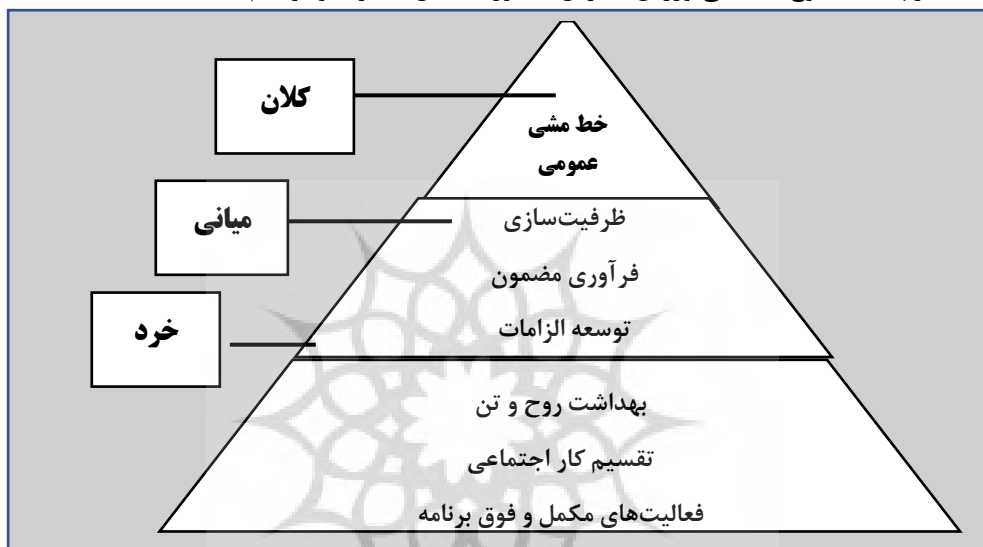 کلان
خط مشی
عمومی
میانی
ظرفیت‌سازی
فرآوری مضمون
خرد
توسعه الزامات
بهداشت روح و تن
تقسیم کار اجتماعی
فعالیت‌های مکمل و فوق برنامه